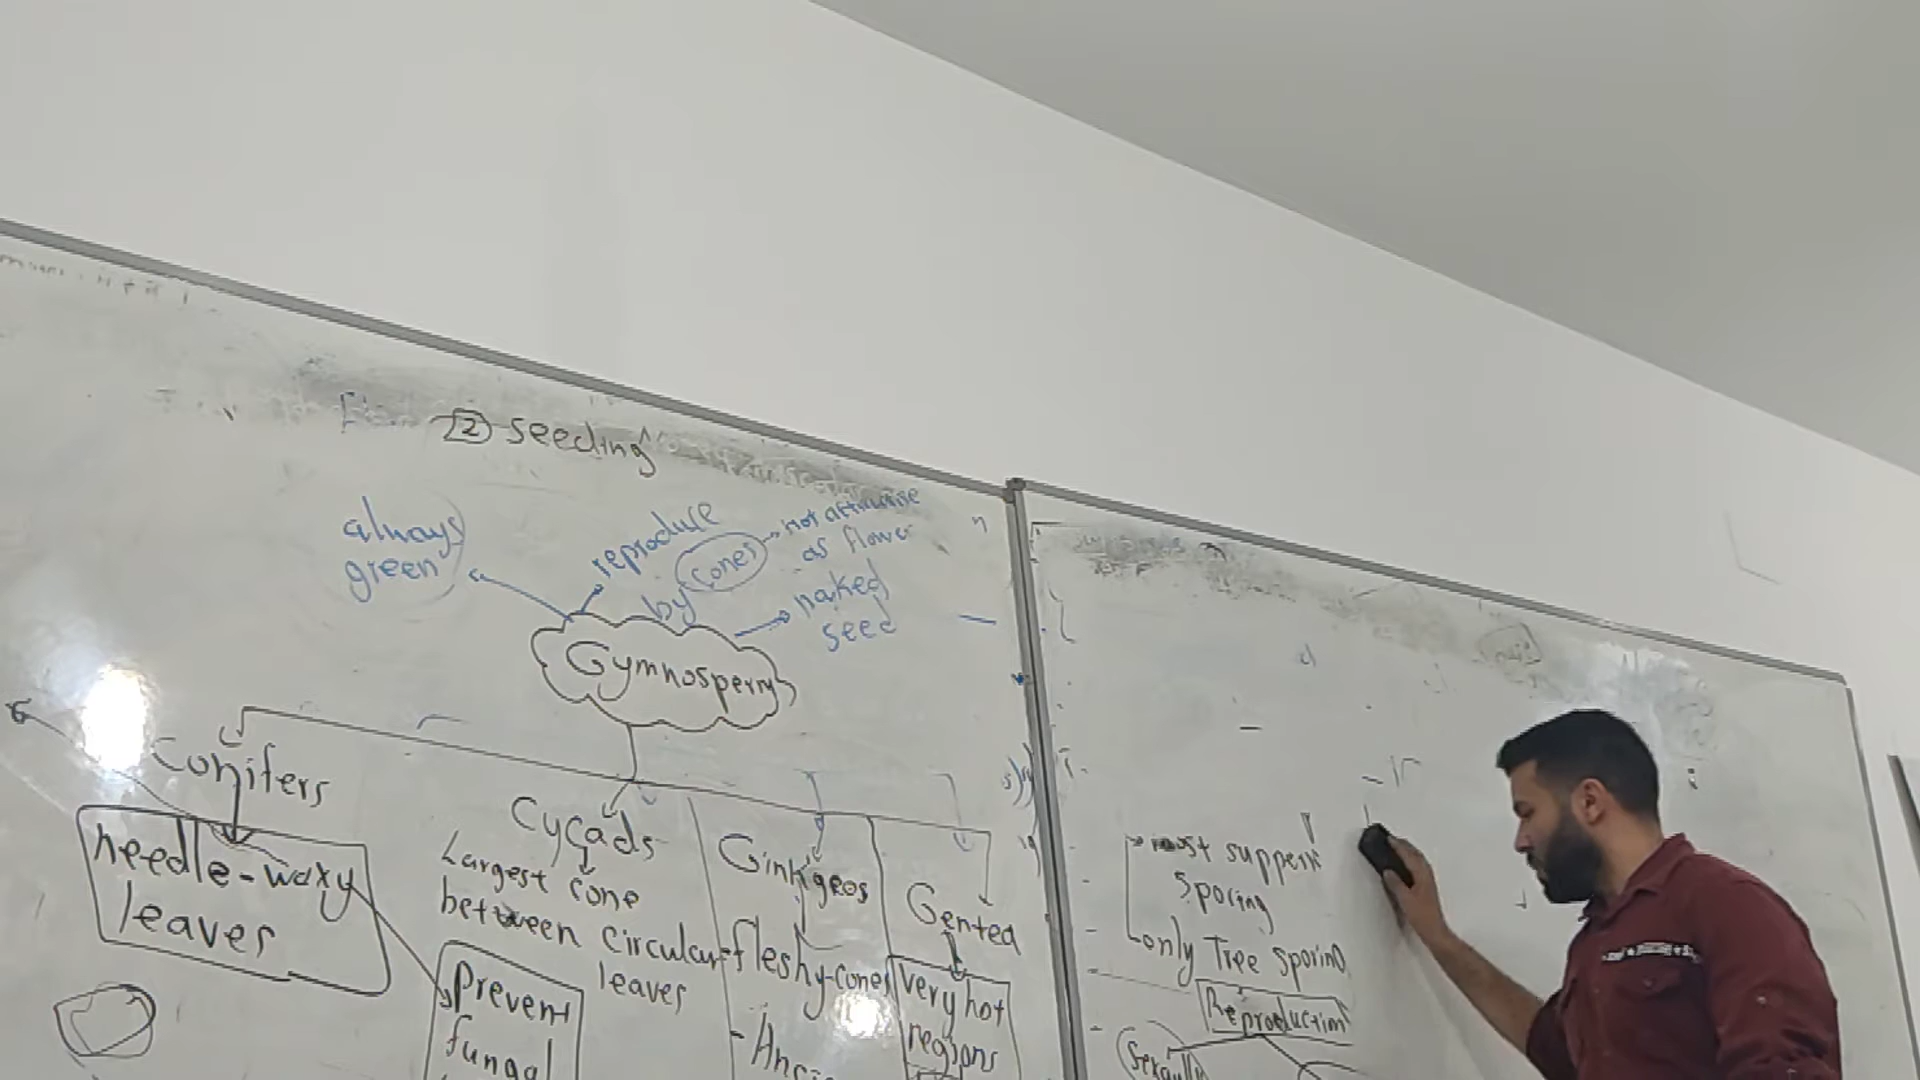 2 seeding
always
green
reproduce
by cones
not attractive
as flower
naked
seed
Gymnosperms
Conifers
needle-waxy
leaves
Prevent
fungal
Cycads
Largest cone
between circular
leaves
Ginkgeos
fleshy-cones
Gentea
very hot
regions
most suppers
sporing
only Tree sporing
Reproduction
Sexually